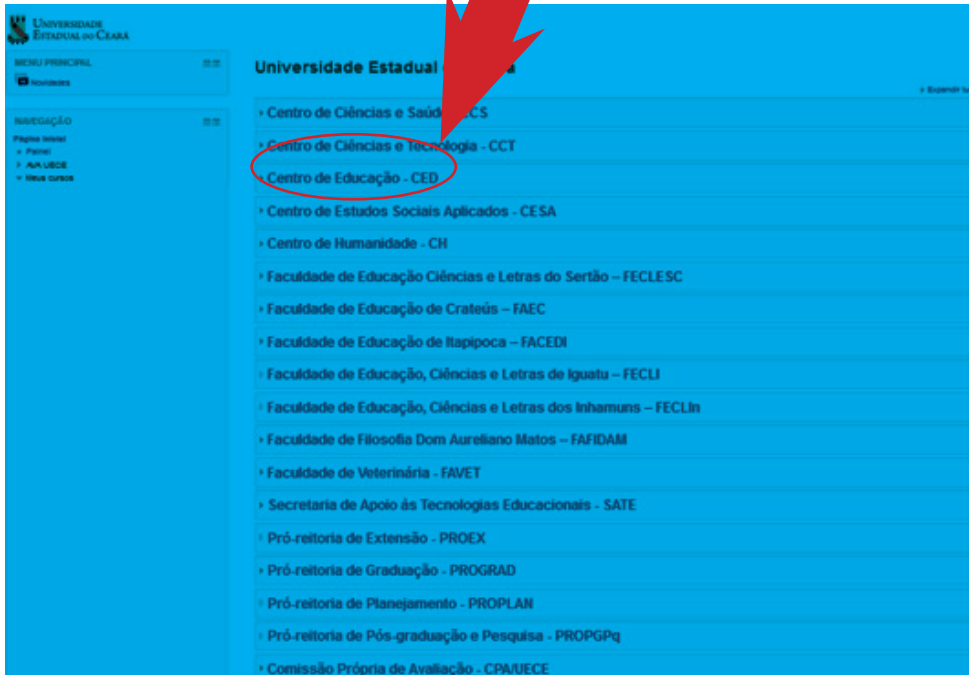 UNIVERSIDADE
ESTADUAL DO CEARÁ
MENU PRINCIPAL
Novidades
NAVEGAÇÃO
Página inicial
Painel
AVA UECE
Meus cursos
Universidade Estadual
Expandir
Centro de Ciências e Saúde CS
Centro de Ciências e Tecnologia - CCT
Centro de Educação - CED
Centro de Estudos Sociais Aplicados - CESA
Centro de Humanidade - CH
Faculdade de Educação Ciências e Letras do Sertão – FECLESC
Faculdade de Educação de Crateús – FAEC
Faculdade de Educação de Itapipoca – FACEDI
Faculdade de Educação, Ciências e Letras de Iguatu – FECLI
Faculdade de Educação, Ciências e Letras dos Inhamuns – FECLIn
Faculdade de Filosofia Dom Aureliano Matos – FAFIDAM
Faculdade de Veterinária - FAVET
Secretaria de Apoio às Tecnologias Educacionais - SATE
Pró-reitoria de Extensão - PROEX
Pró-reitoria de Graduação - PROGRAD
Pró-reitoria de Planejamento - PROPLAN
Pró-reitoria de Pós-graduação e Pesquisa - PROPGPq
Comissão Própria de Avaliação - CPA/UECE